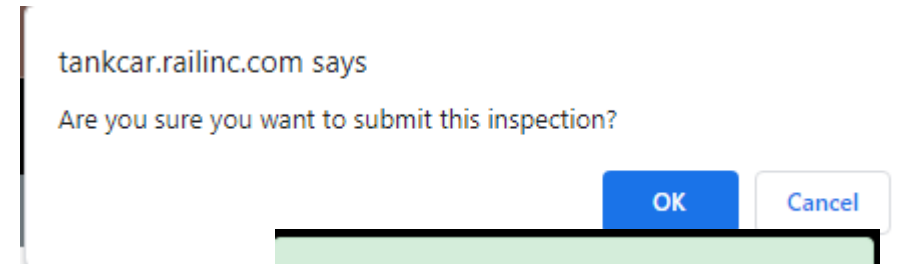 tankcar.railinc.com says
Are you sure you want to submit this inspection?
OK
Cancel